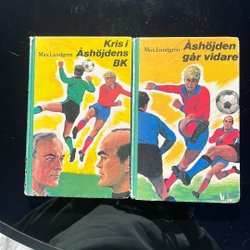 Kris i
Åshöjdens
BK
Max Lundgren
Max Lundgren
Åshöjden
går vidare